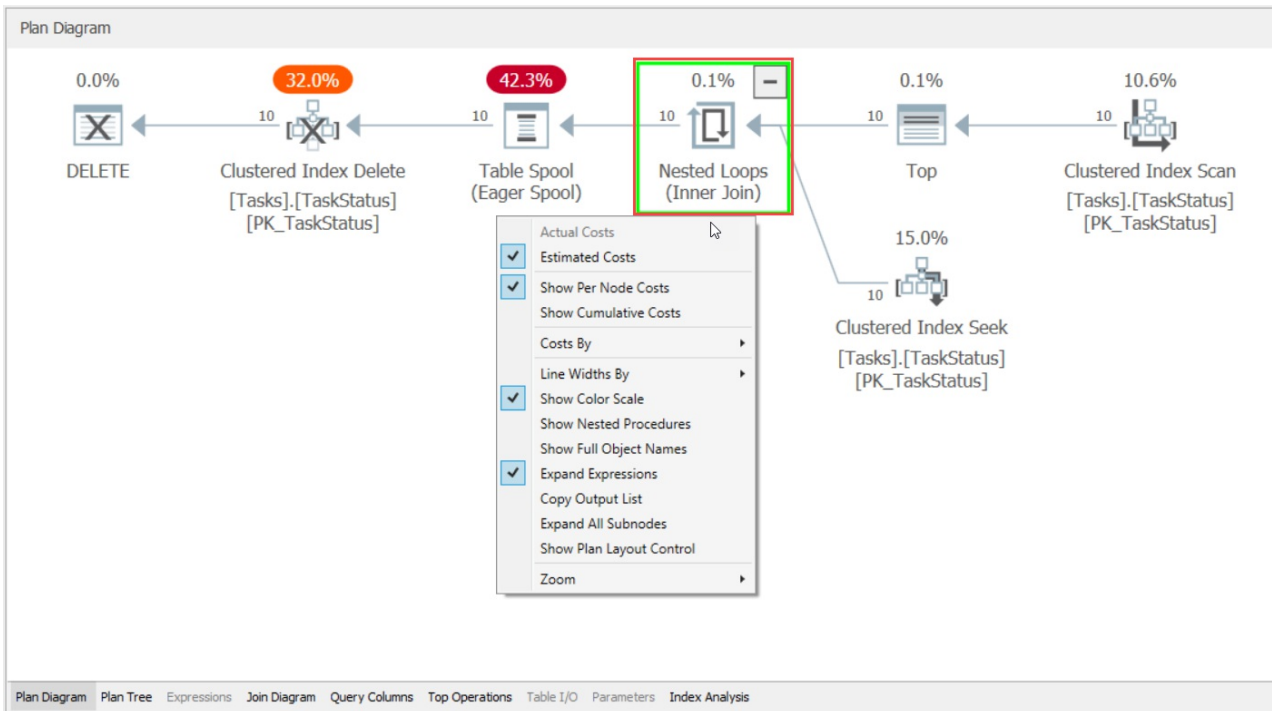 Plan Diagram
0.0%
32.0%
42.3%
0.1%
0.1%
10.6%
10
10
10
10
10
DELETE
Clustered Index Delete
[Tasks].[TaskStatus]
[PK_TaskStatus]
Table Spool
(Eager Spool)
Nested Loops
(Inner Join)
Top
Clustered Index Scan
[Tasks].[TaskStatus]
[PK_TaskStatus]
15.0%
10
Clustered Index Seek
[Tasks].[TaskStatus]
[PK_TaskStatus]
Actual Costs
Estimated Costs
Show Per Node Costs
Show Cumulative Costs
Costs By
Line Widths By
Show Color Scale
Show Nested Procedures
Show Full Object Names
Expand Expressions
Copy Output List
Expand All Subnodes
Show Plan Layout Control
Zoom
Plan Diagram Plan Tree Expressions Join Diagram Query Columns Top Operations Table I/O Parameters Index Analysis